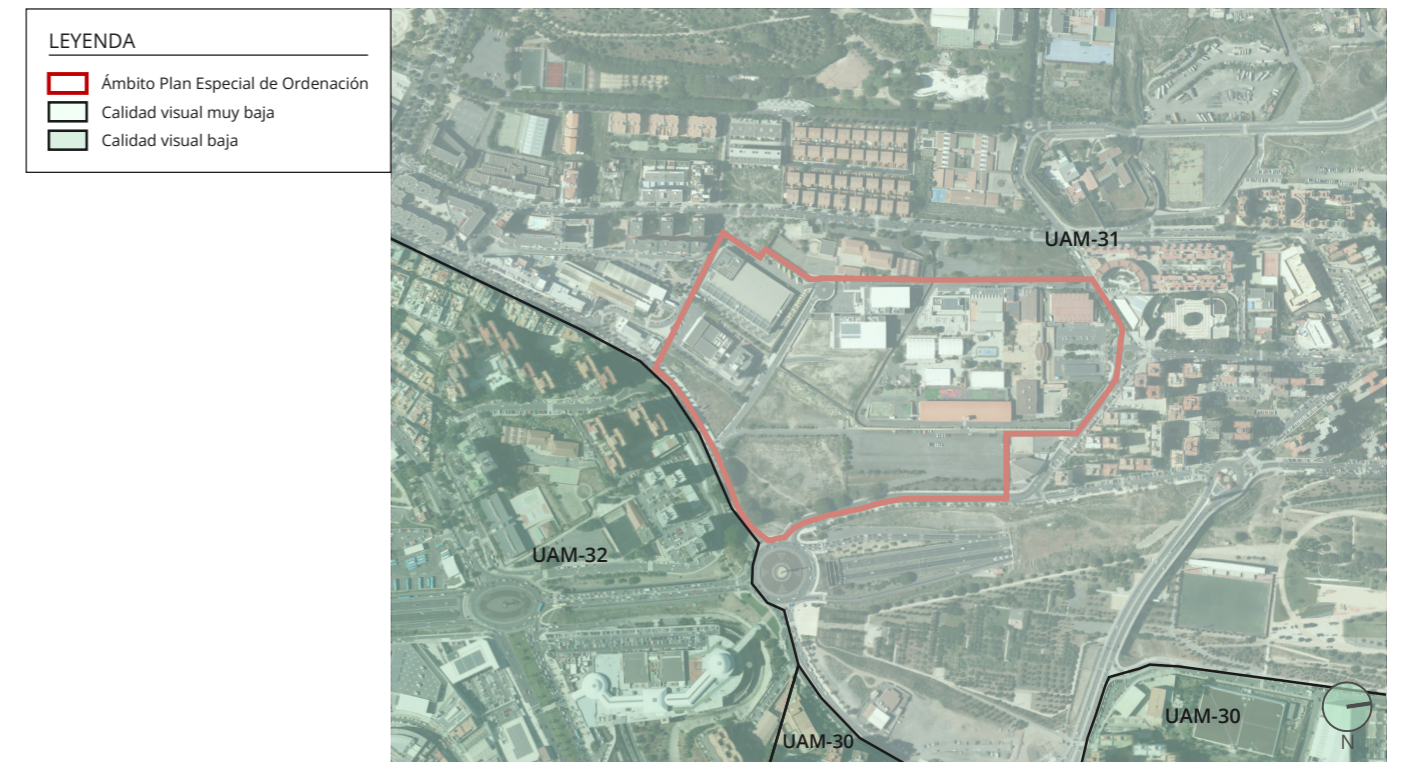 LEYENDA
Ámbito Plan Especial de Ordenación
Calidad visual muy baja
Calidad visual baja
UAM-31
UAM-32
UAM-30
UAM-30
N